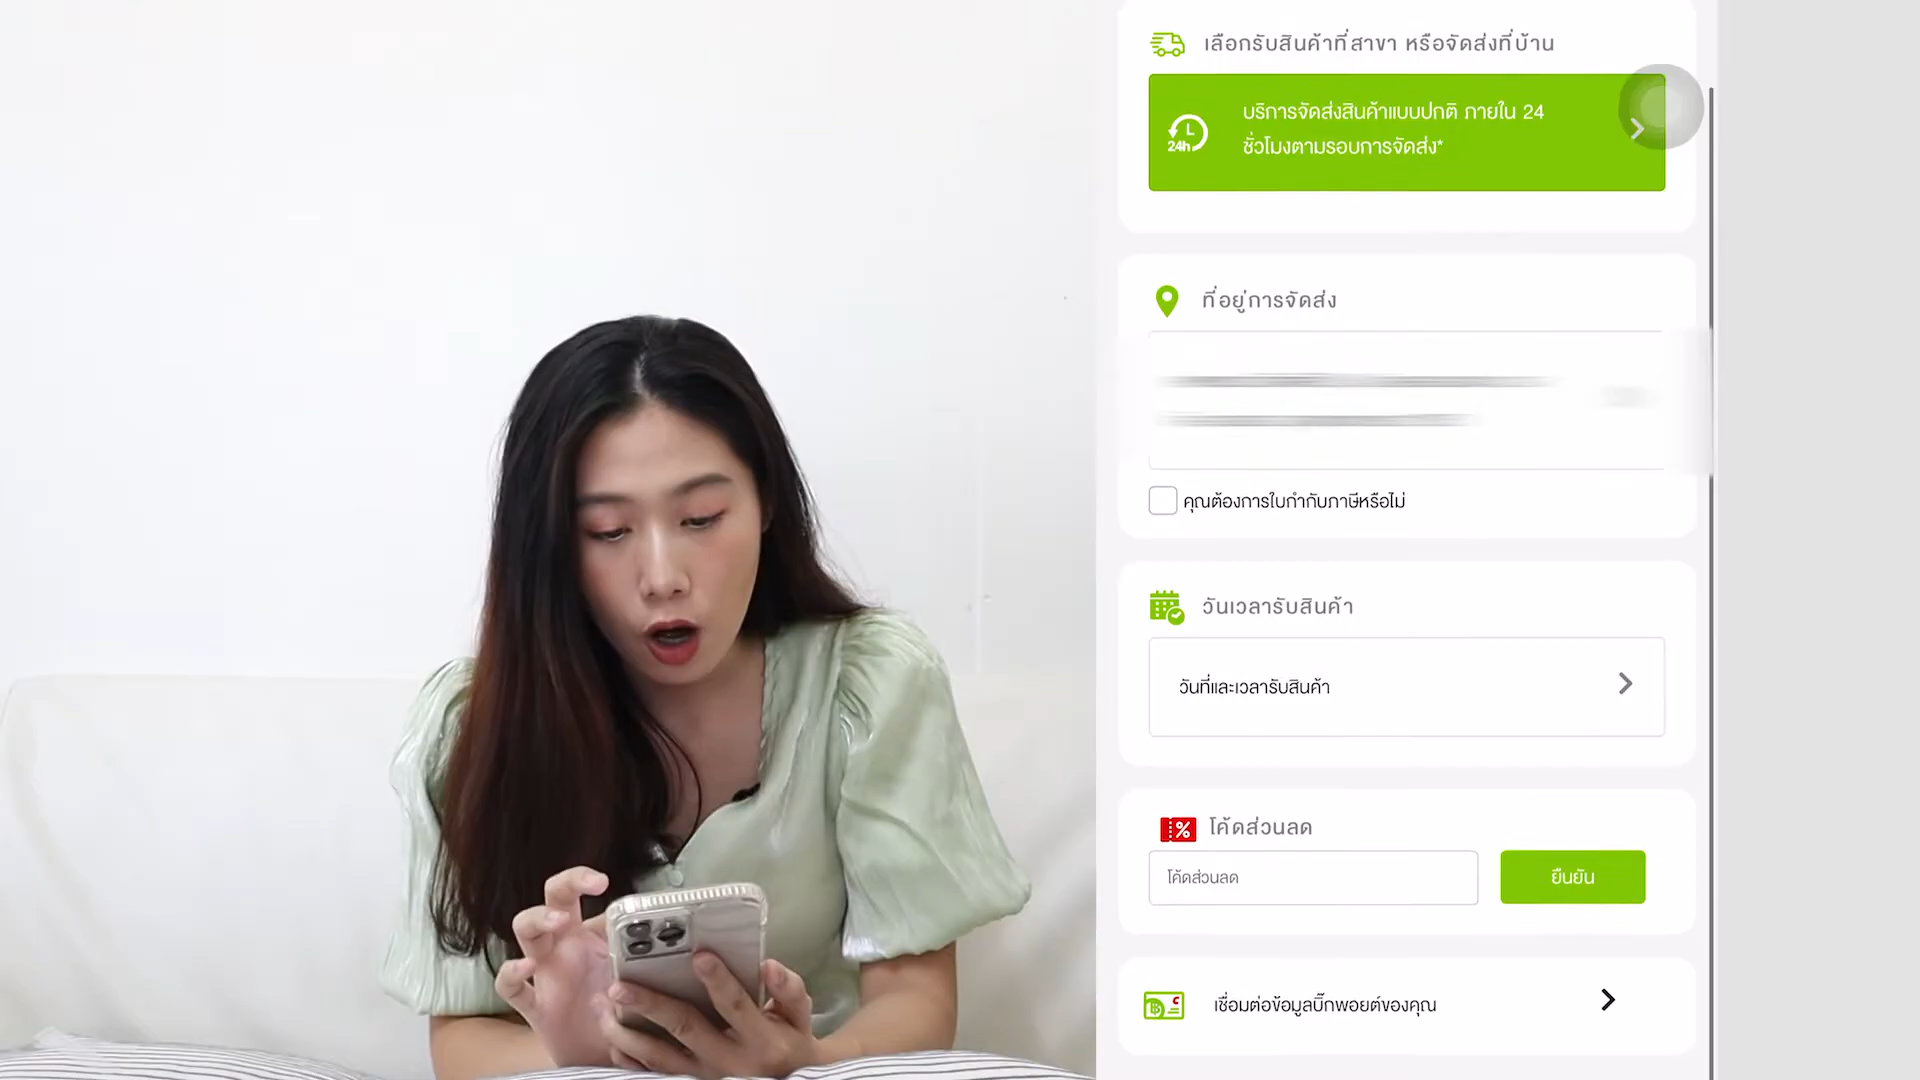 เลือกรับสินค้าที่สาขา หรือจัดส่งที่บ้าน
บริการจัดส่งสินค้าแบบปกติ ภายใน 24
ชั่วโมงตามรอบการจัดส่ง*
24h
ที่อยู่การจัดส่ง
คุณต้องการใบกำกับภาษีหรือไม่
วันเวลารับสินค้า
วันที่และเวลารับสินค้า
%
โค้ดส่วนลด
โค้ดส่วนลด
ยืนยัน
฿ C
เชื่อมต่อข้อมูลบิ๊กพอยต์ของคุณ